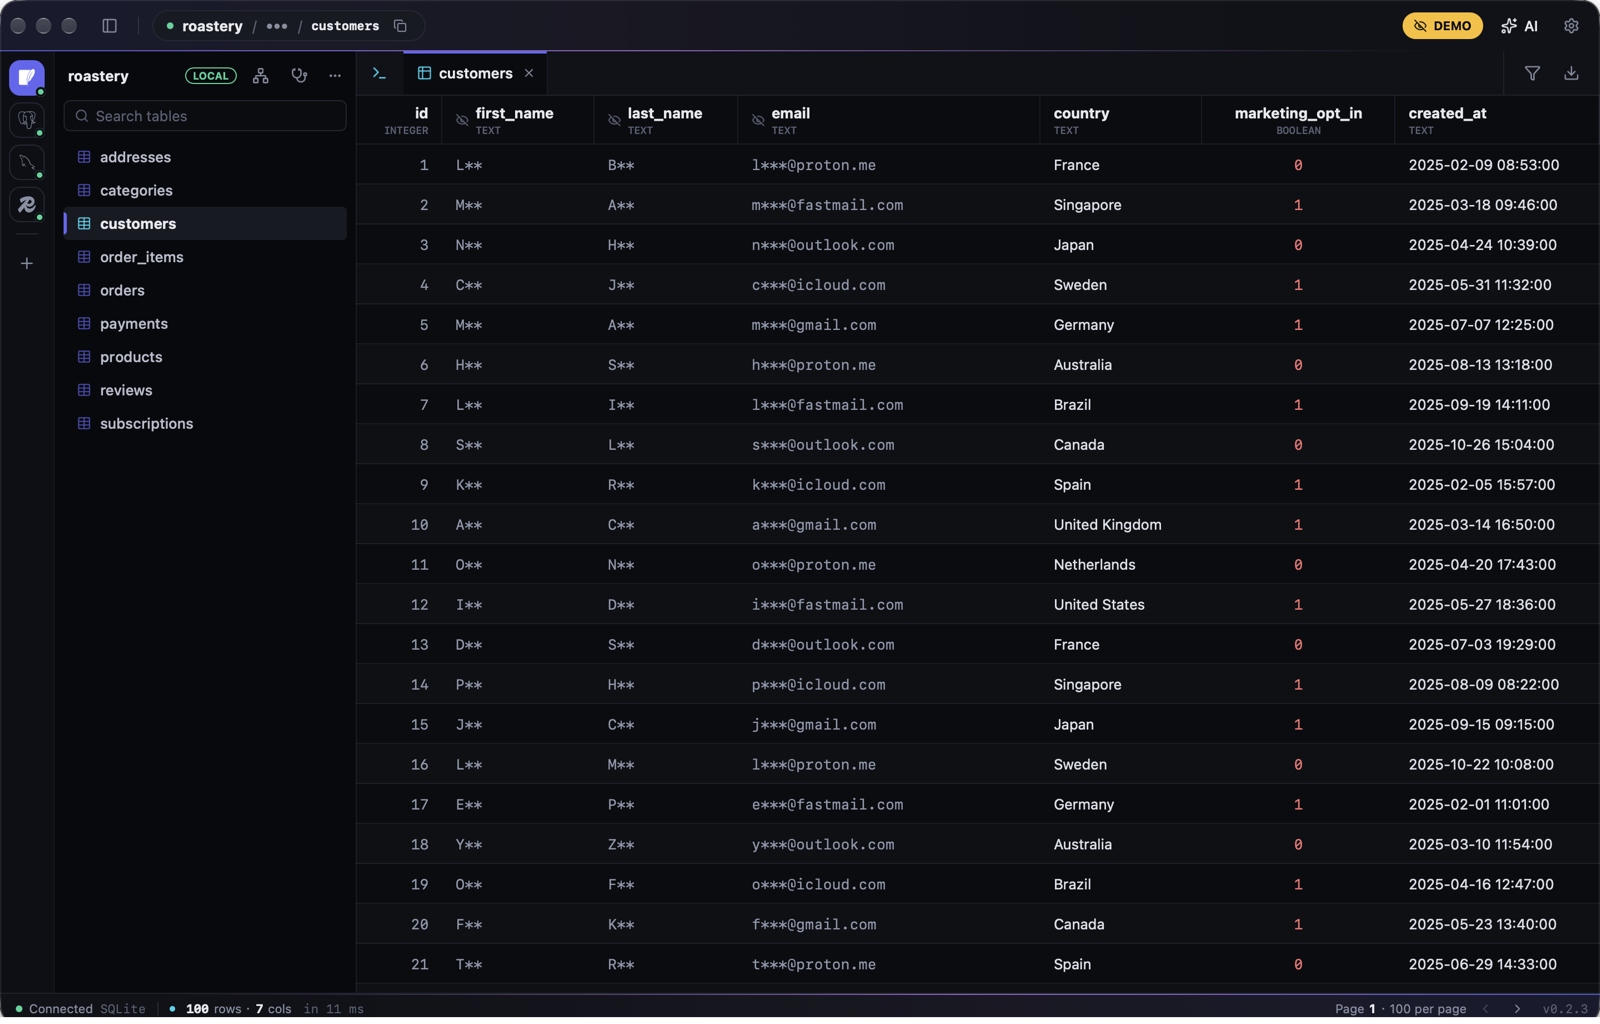 roastery / ••• / customers
DEMO
AI
roastery
LOCAL
Search tables
addresses
categories
customers
order_items
orders
payments
products
reviews
subscriptions
customers
id first_name last_name email country marketing_opt_in created_at
INTEGER TEXT TEXT TEXT TEXT BOOLEAN TEXT
1 L** B** l***@proton.me France 0 2025-02-09 08:53:00
2 M** A** m***@fastmail.com Singapore 1 2025-03-18 09:46:00
3 N** H** n***@outlook.com Japan 0 2025-04-24 10:39:00
4 C** J** c***@icloud.com Sweden 1 2025-05-31 11:32:00
5 M** A** m***@gmail.com Germany 1 2025-07-07 12:25:00
6 H** S** h***@proton.me Australia 0 2025-08-13 13:18:00
7 L** I** l***@fastmail.com Brazil 1 2025-09-19 14:11:00
8 S** L** s***@outlook.com Canada 0 2025-10-26 15:04:00
9 K** R** k***@icloud.com Spain 1 2025-02-05 15:57:00
10 A** C** a***@gmail.com United Kingdom 1 2025-03-14 16:50:00
11 O** N** o***@proton.me Netherlands 0 2025-04-20 17:43:00
12 I** D** i***@fastmail.com United States 1 2025-05-27 18:36:00
13 D** S** d***@outlook.com France 0 2025-07-03 19:29:00
14 P** H** p***@icloud.com Singapore 1 2025-08-09 08:22:00
15 J** C** j***@gmail.com Japan 1 2025-09-15 09:15:00
16 L** M** l***@proton.me Sweden 0 2025-10-22 10:08:00
17 E** P** e***@fastmail.com Germany 1 2025-02-01 11:01:00
18 Y** Z** y***@outlook.com Australia 0 2025-03-10 11:54:00
19 O** F** o***@icloud.com Brazil 1 2025-04-16 12:47:00
20 F** K** f***@gmail.com Canada 1 2025-05-23 13:40:00
21 T** R** t***@proton.me Spain 0 2025-06-29 14:33:00
Connected SQLite • 100 rows · 7 cols in 11 ms
Page 1 · 100 per page v0.2.3